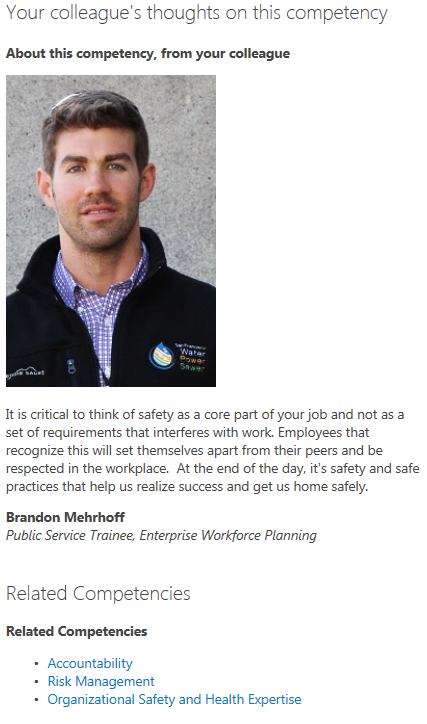 Your colleague's thoughts on this competency
About this competency, from your colleague
San Francisco
Water
Power
Sewer
It is critical to think of safety as a core part of your job and not as a
set of requirements that interferes with work. Employees that
recognize this will set themselves apart from their peers and be
respected in the workplace.  At the end of the day, it's safety and safe
practices that help us realize success and get us home safely.
Brandon Mehrhoff
Public Service Trainee, Enterprise Workforce Planning
Related Competencies
Related Competencies
• Accountability
• Risk Management
• Organizational Safety and Health Expertise